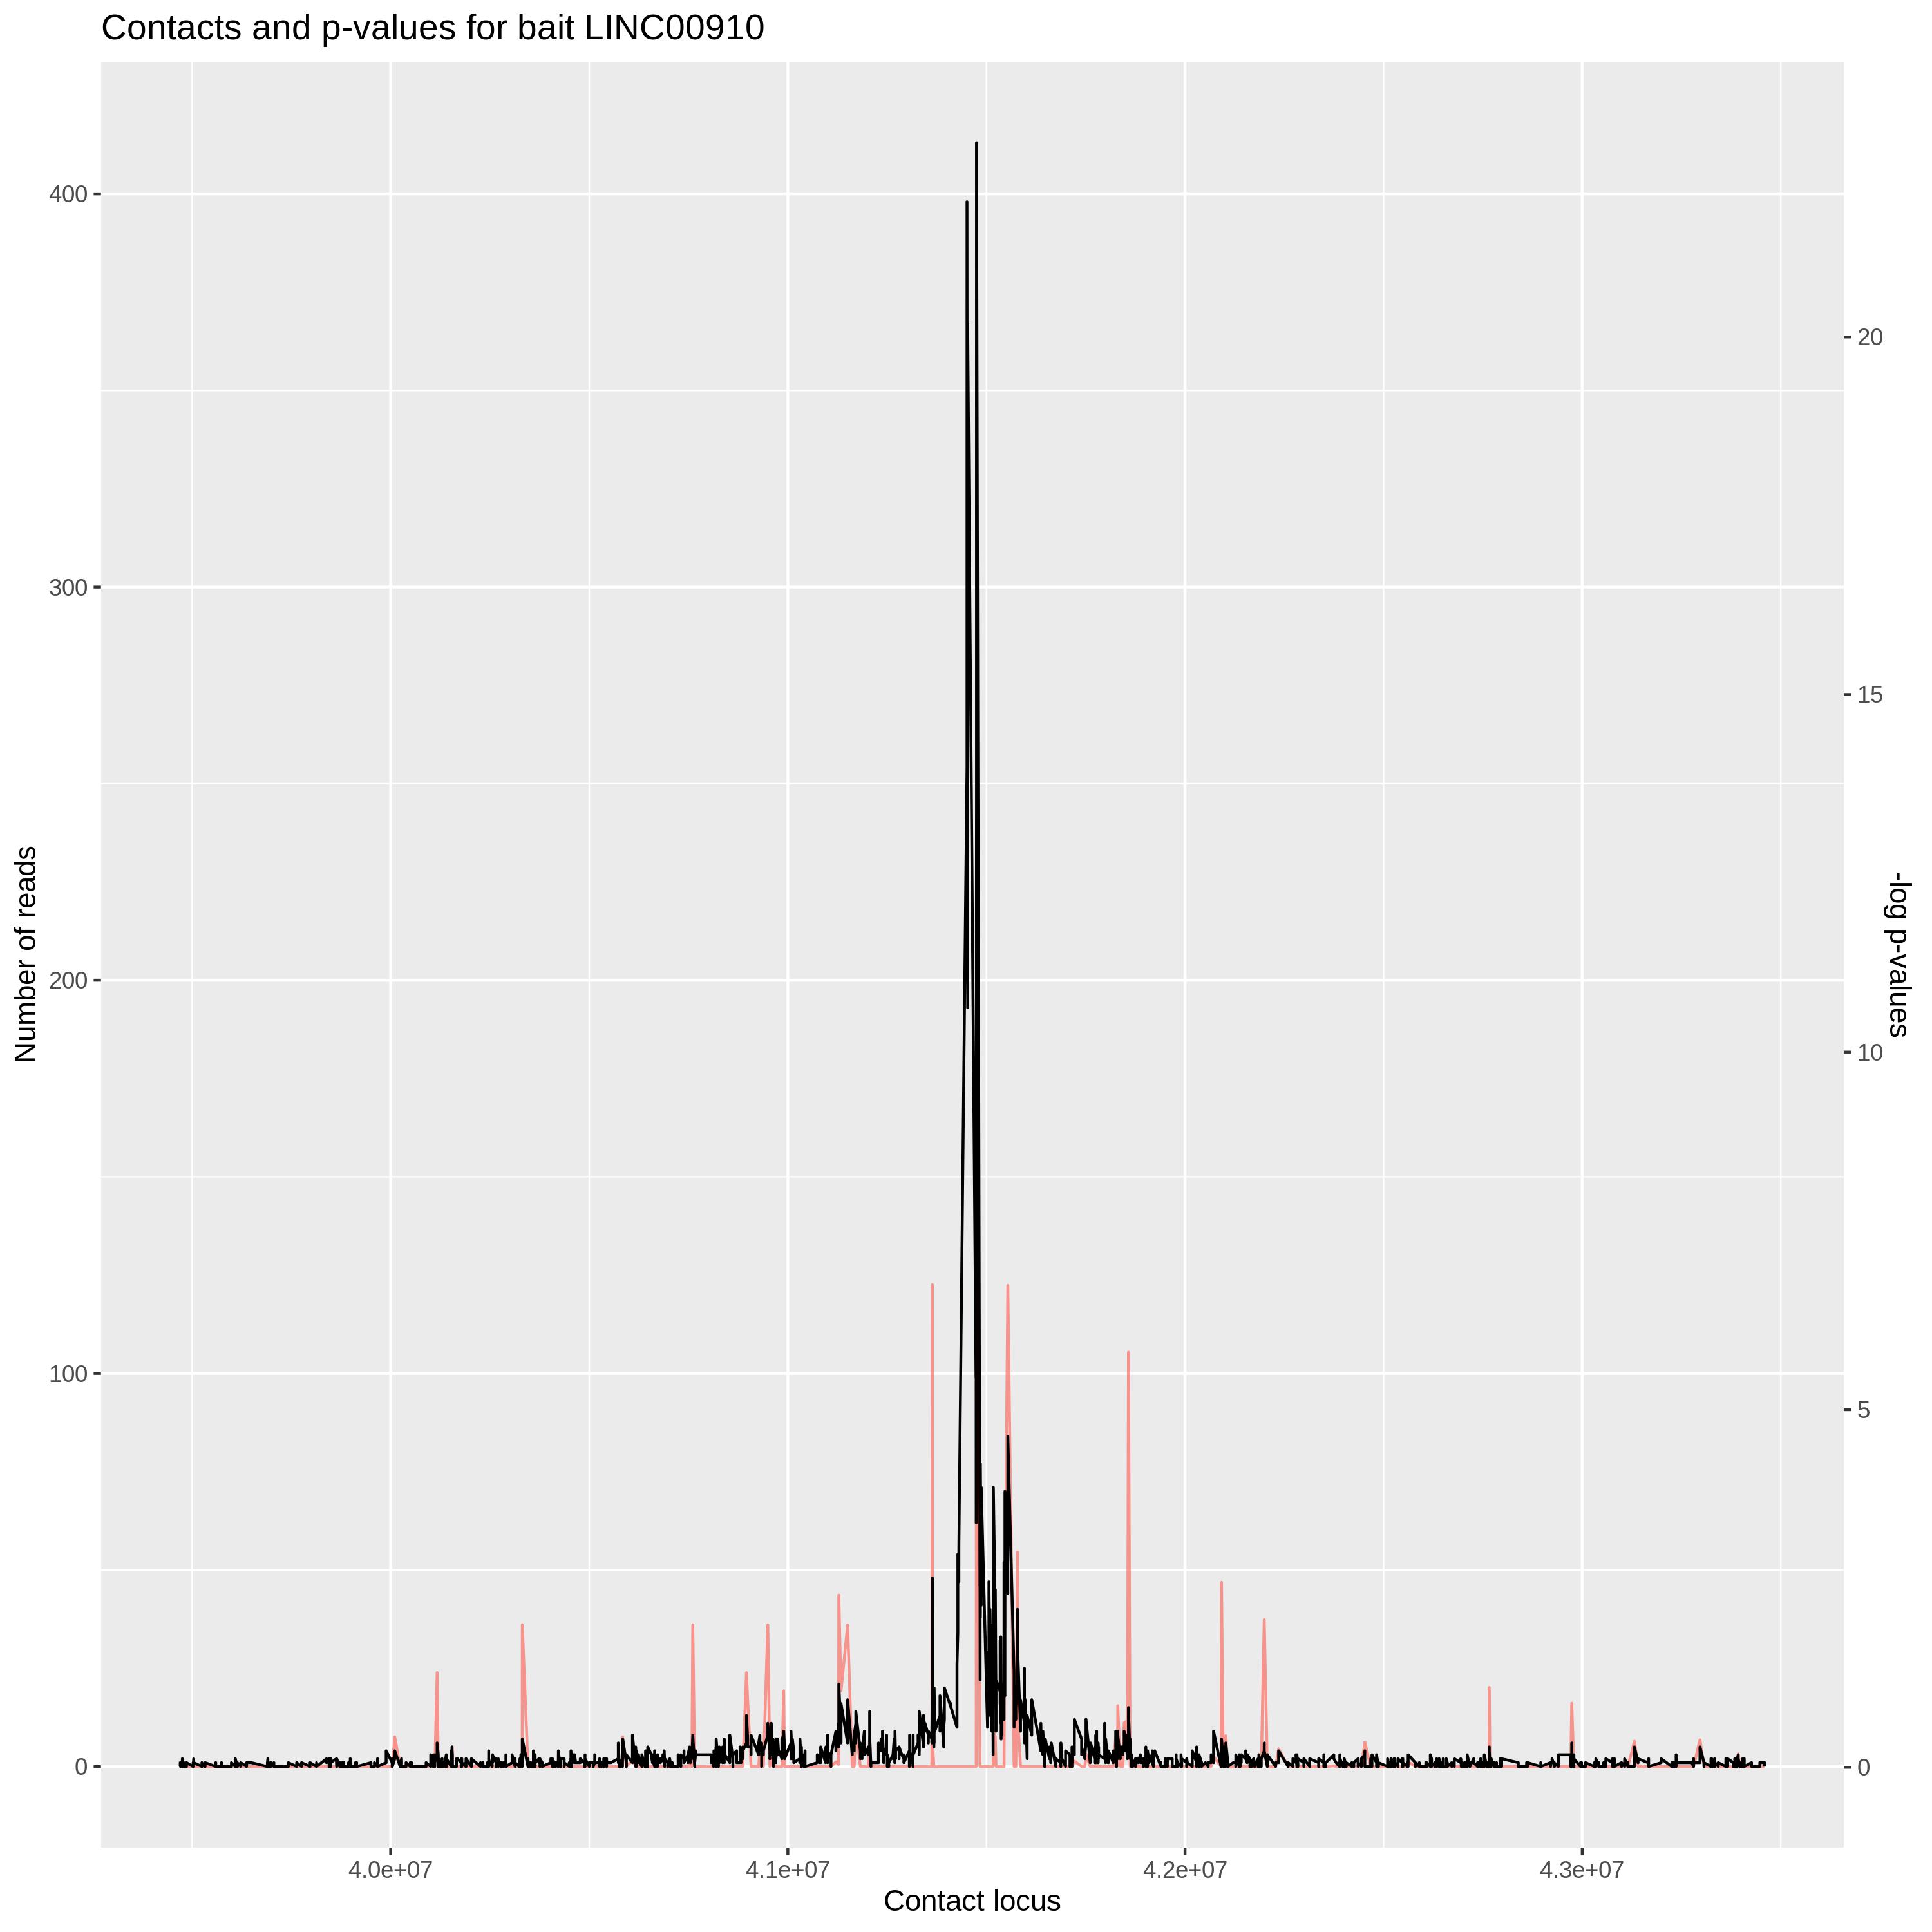 Contacts and p-values for bait LINC00910
400
300
200
100
0
Number of reads
20
15
10
5
0
-log p-values
4.0e+07
4.1e+07
4.2e+07
4.3e+07
Contact locus